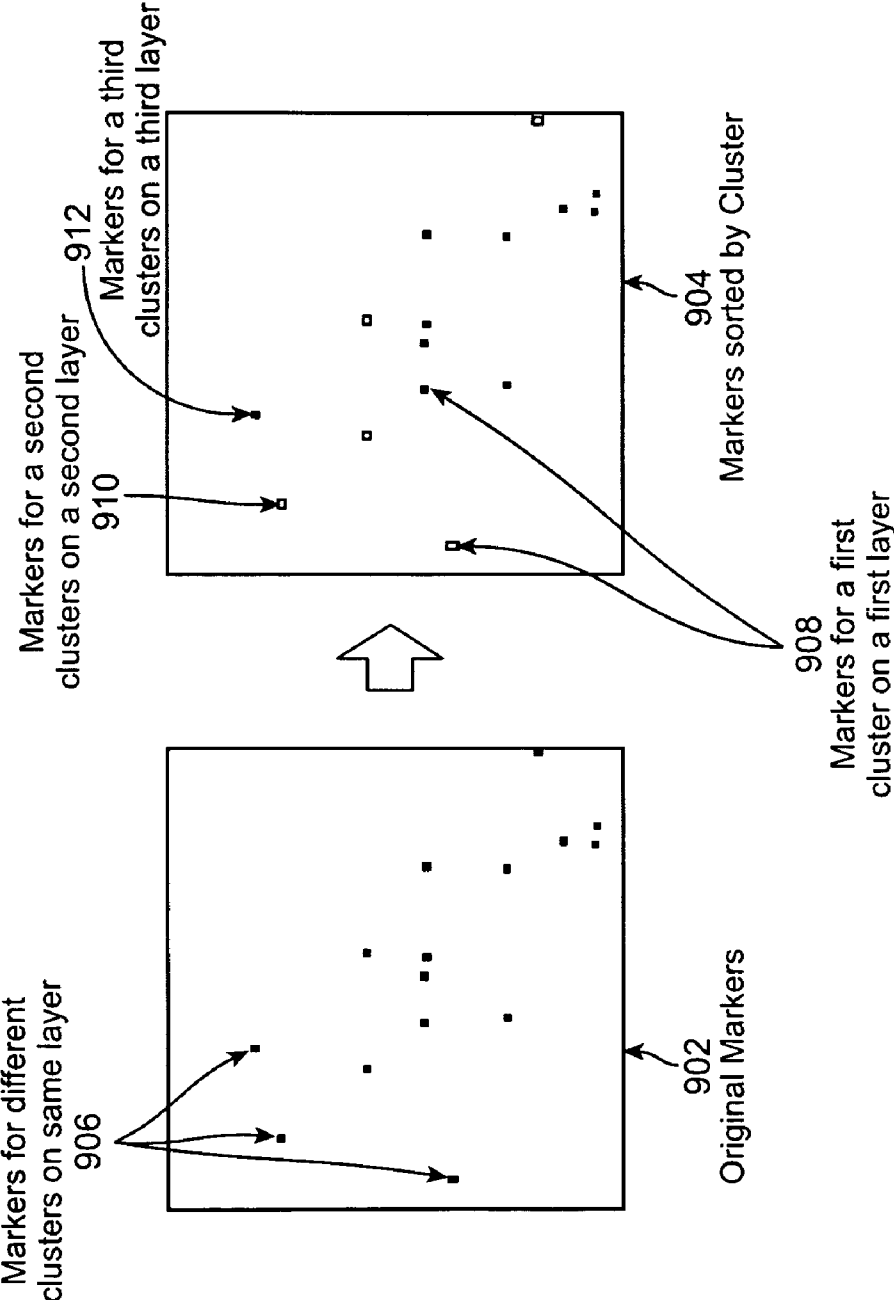 Markers for different
clusters on same layer
906
902
Original Markers
Markers for a second
clusters on a second layer
910
912
Markers for a third
clusters on a third layer
904
Markers sorted by Cluster
908
Markers for a first
cluster on a first layer